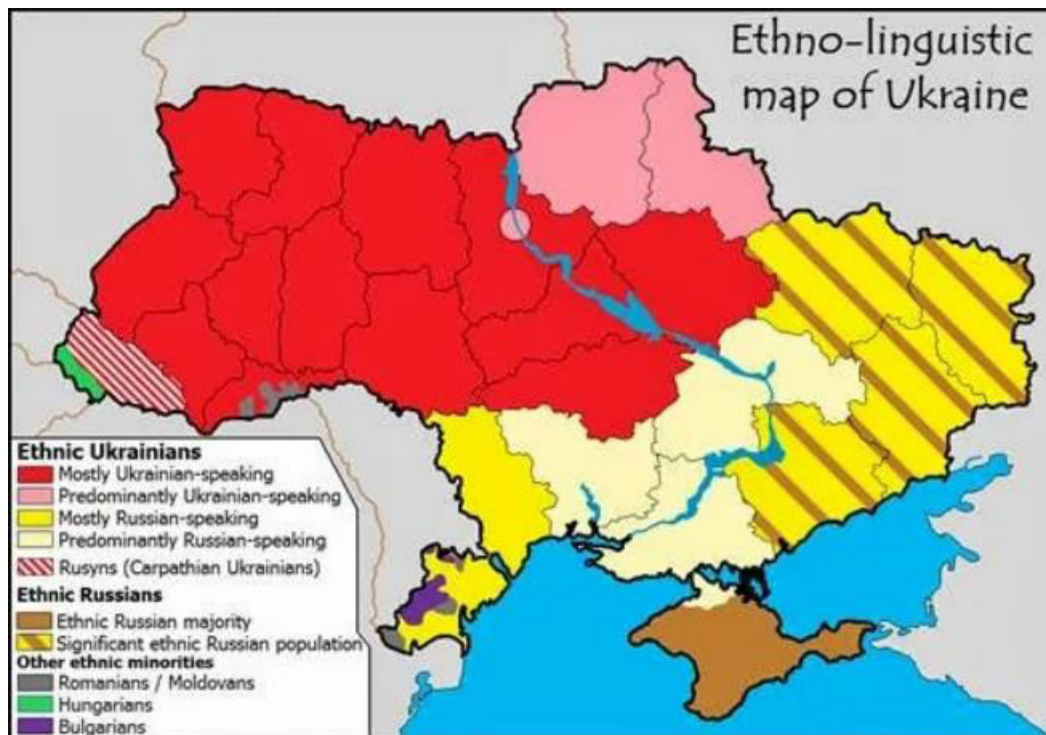 Ethno-linguistic
map of Ukraine
Ethnic Ukrainians
Mostly Ukrainian-speaking
Predominantly Ukrainian-speaking
Mostly Russian-speaking
Predominantly Russian-speaking
Rusyns (Carpathian Ukrainians)
Ethnic Russians
Ethnic Russian majority
Significant ethnic Russian population
Other ethnic minorities
Romanians / Moldovans
Hungarians
Bulgarians